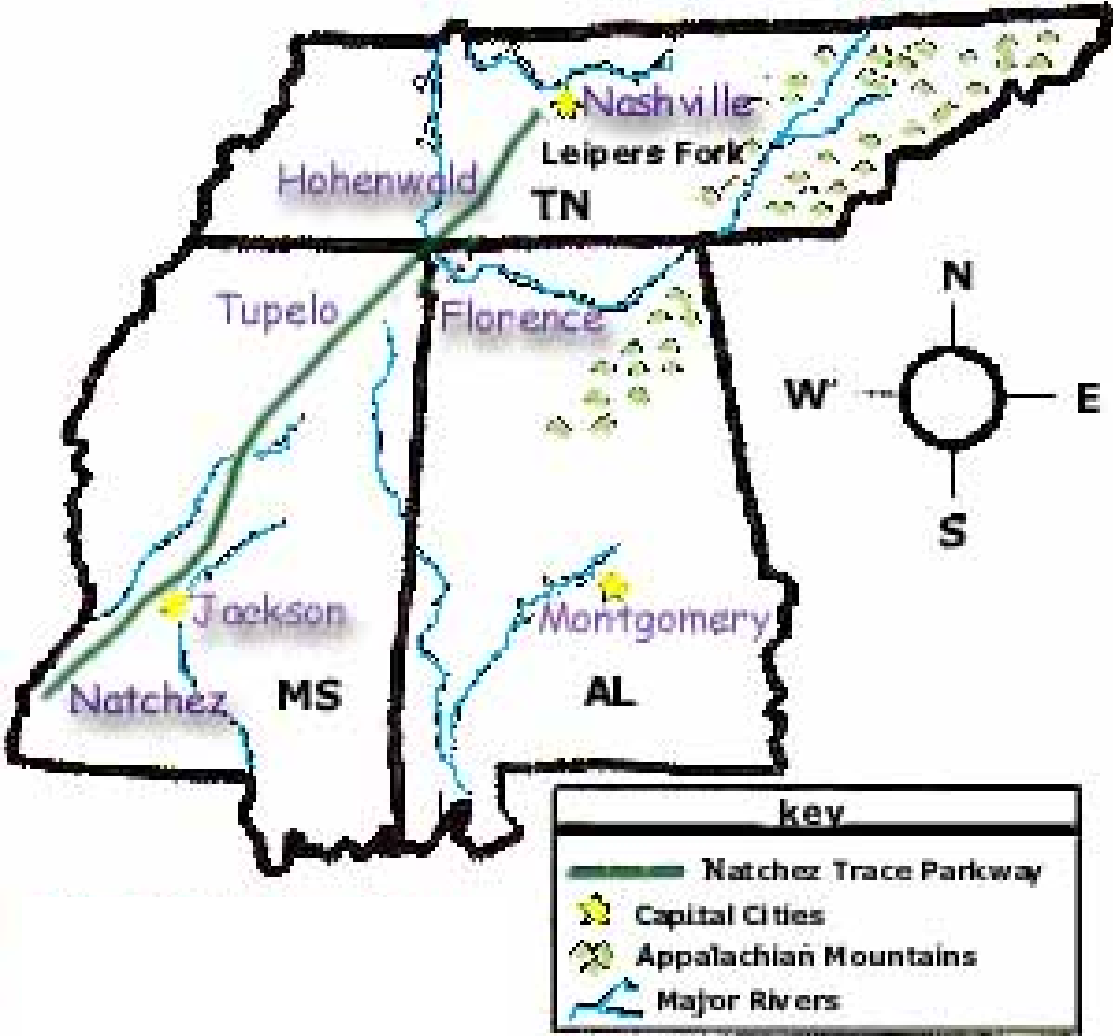 Nashville
Leipers Fork
Hohenwald
TN
N
Tupelo
Florence
W
E
S
Jackson
Montgomery
Natchez
MS
AL
key
Natchez Trace Parkway
Capital Cities
Appalachian Mountains
Major Rivers